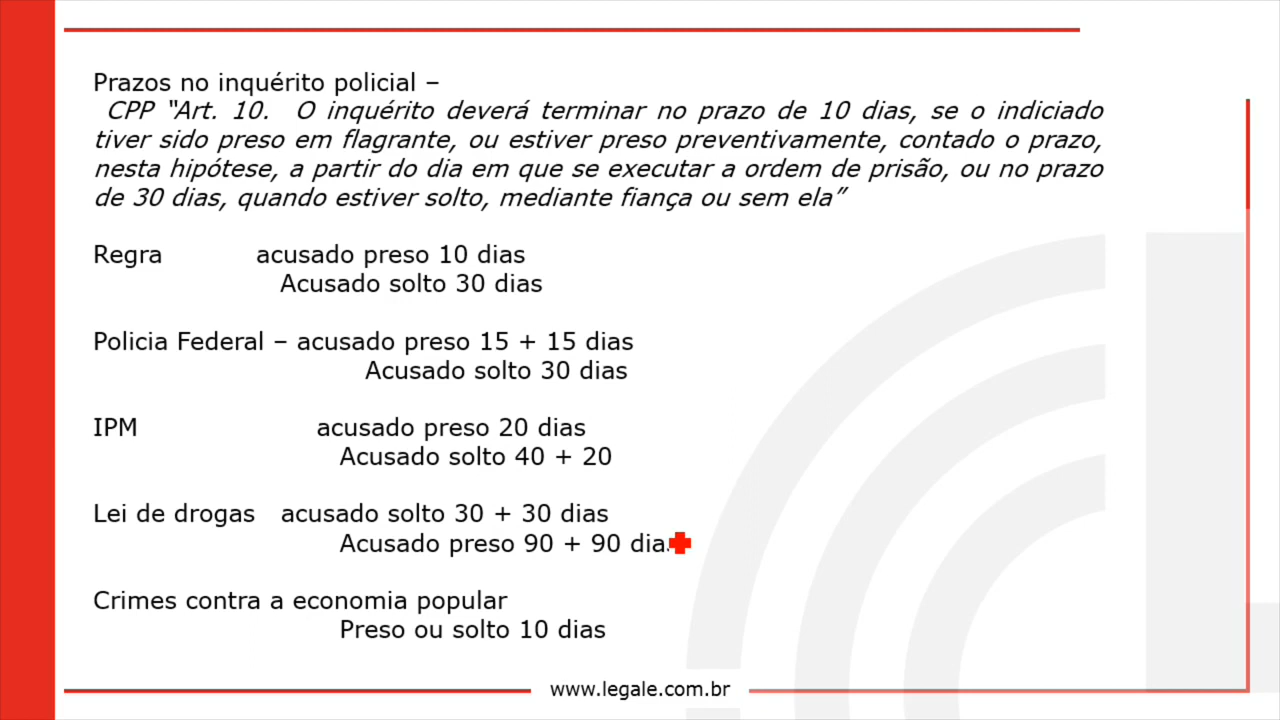 Prazos no inquérito policial –
CPP “Art. 10. O inquérito deverá terminar no prazo de 10 dias, se o indiciado
tiver sido preso em flagrante, ou estiver preso preventivamente, contado o prazo,
nesta hipótese, a partir do dia em que se executar a ordem de prisão, ou no prazo
de 30 dias, quando estiver solto, mediante fiança ou sem ela”
Regra acusado preso 10 dias
Acusado solto 30 dias
Policia Federal – acusado preso 15 + 15 dias
Acusado solto 30 dias
IPM acusado preso 20 dias
Acusado solto 40 + 20
Lei de drogas acusado solto 30 + 30 dias
Acusado preso 90 + 90 dias
Crimes contra a economia popular
Preso ou solto 10 dias
www.legale.com.br